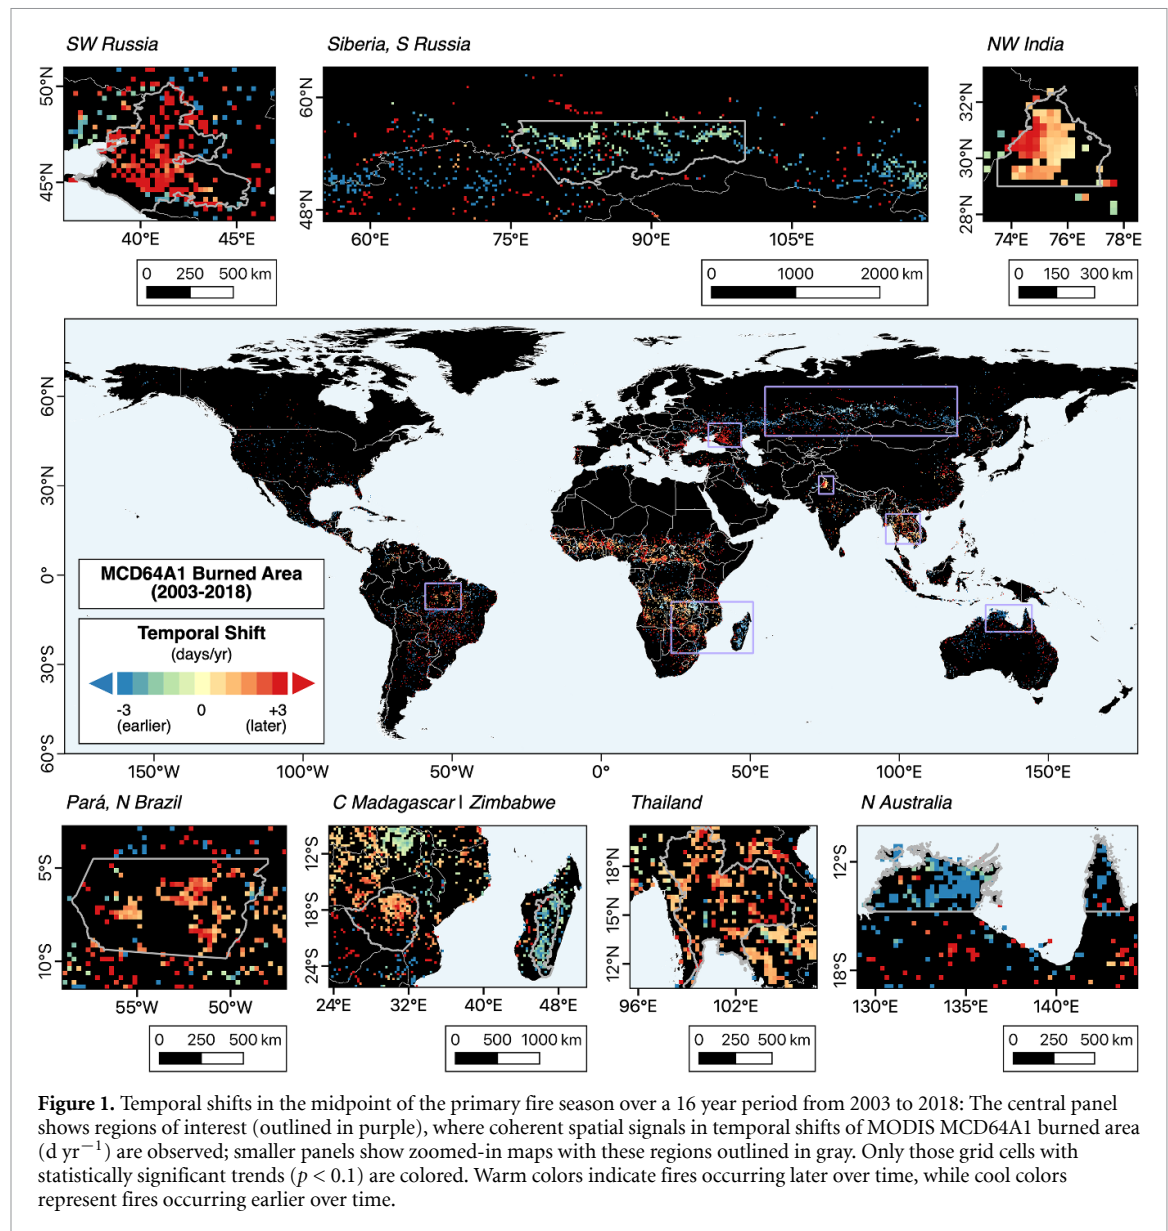 SW Russia
Siberia, S Russia
NW India
50°N
45°N
40°E 45°E
60°N
48°N
60°E 75°E 90°E 105°E
32°N
30°N
28°N
74°E 76°E 78°E
0 250 500 km
0 1000 2000 km
0 150 300 km
60°N
30°N
0°
30°S
60°S
MCD64A1 Burned Area
(2003-2018)
Temporal Shift
(days/yr)
-3 0 +3
(earlier) (later)
150°W 100°W 50°W 0° 50°E 100°E 150°E
Pará, N Brazil
C Madagascar | Zimbabwe
Thailand
N Australia
5°S
10°S
55°W 50°W
12°S
18°S
24°S
24°E 32°E 40°E 48°E
18°N
15°N
12°N
96°E 102°E
12°S
18°S
130°E 135°E 140°E
0 250 500 km
0 500 1000 km
0 250 500 km
0 250 500 km
Figure 1. Temporal shifts in the midpoint of the primary fire season over a 16 year period from 2003 to 2018: The central panel
shows regions of interest (outlined in purple), where coherent spatial signals in temporal shifts of MODIS MCD64A1 burned area
(d yr⁻¹) are observed; smaller panels show zoomed-in maps with these regions outlined in gray. Only those grid cells with
statistically significant trends (p < 0.1) are colored. Warm colors indicate fires occurring later over time, while cool colors
represent fires occurring earlier over time.